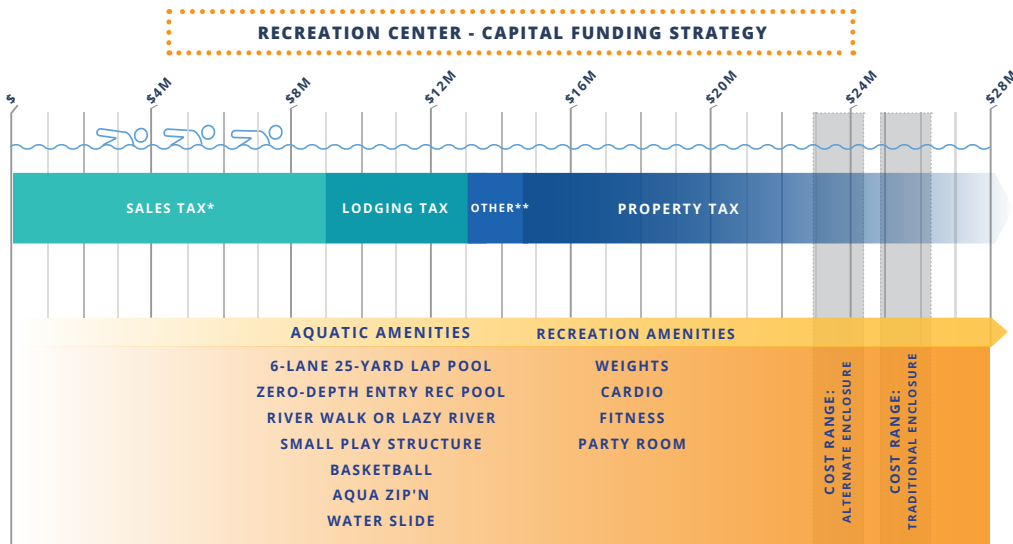 RECREATION CENTER - CAPITAL FUNDING STRATEGY
$
$4M
$8M
$12M
$16M
$20M
$24M
$28M
SALES TAX*
LODGING TAX
OTHER**
PROPERTY TAX
AQUATIC AMENITIES
6-LANE 25-YARD LAP POOL
ZERO-DEPTH ENTRY REC POOL
RIVER WALK OR LAZY RIVER
SMALL PLAY STRUCTURE
BASKETBALL
AQUA ZIP'N
WATER SLIDE
RECREATION AMENITIES
WEIGHTS
CARDIO
FITNESS
PARTY ROOM
COST RANGE:
ALTERNATE ENCLOSURE
COST RANGE:
TRADITIONAL ENCLOSURE